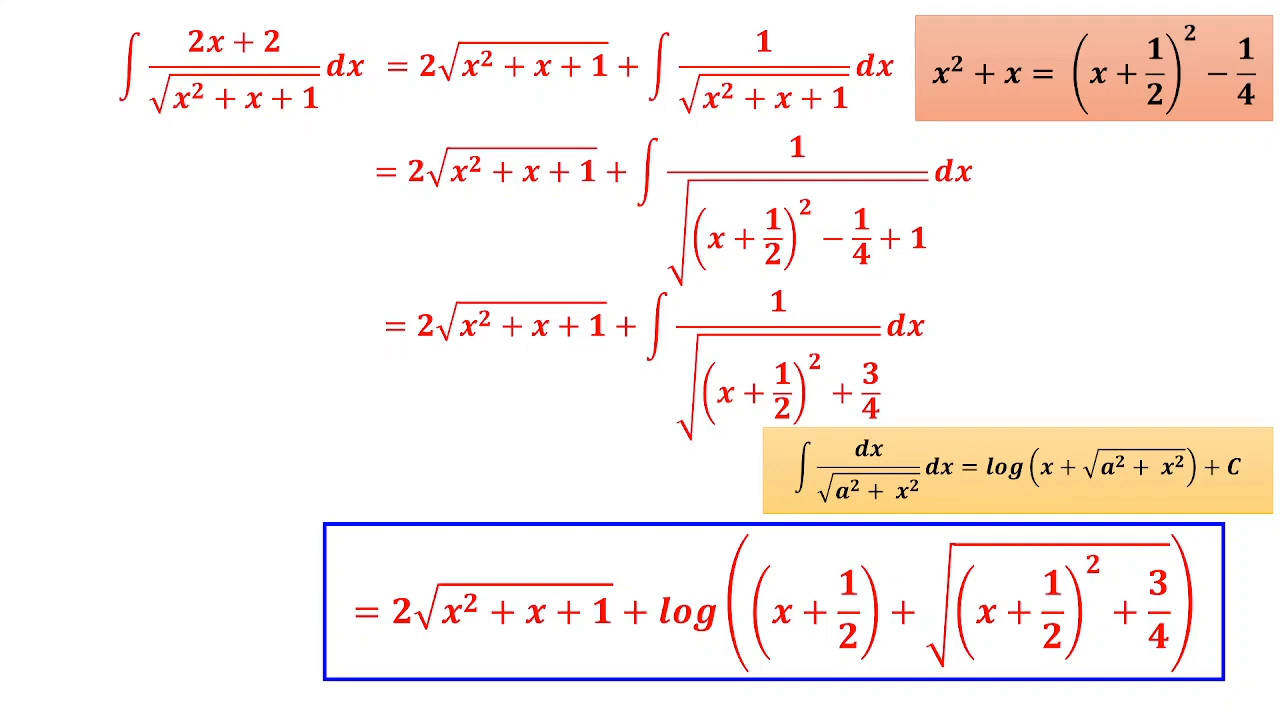 ∫ (2x + 2)/√(x² + x + 1) dx = 2√(x² + x + 1) + ∫ 1/√(x² + x + 1) dx
x² + x = (x + 1/2)² − 1/4
= 2√(x² + x + 1) + ∫ 1/√((x + 1/2)² − 1/4 + 1) dx
= 2√(x² + x + 1) + ∫ 1/√((x + 1/2)² + 3/4) dx
∫ dx/√(a² + x²) dx = log(x + √(a² + x²)) + C
= 2√(x² + x + 1) + log((x + 1/2) + √((x + 1/2)² + 3/4))